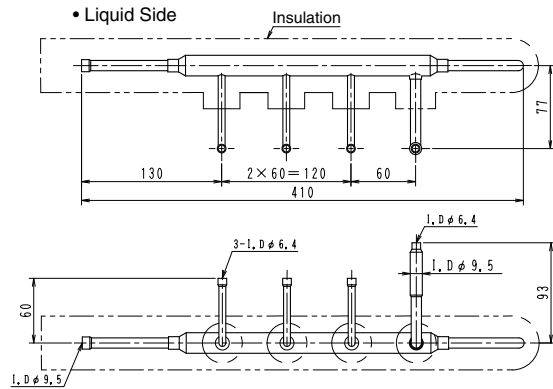 • Liquid Side
Insulation
77
130
2×60=120
60
410
I.Dφ6.4
3-I.Dφ6.4
I.Dφ9.5
60
93
I.Dφ9.5